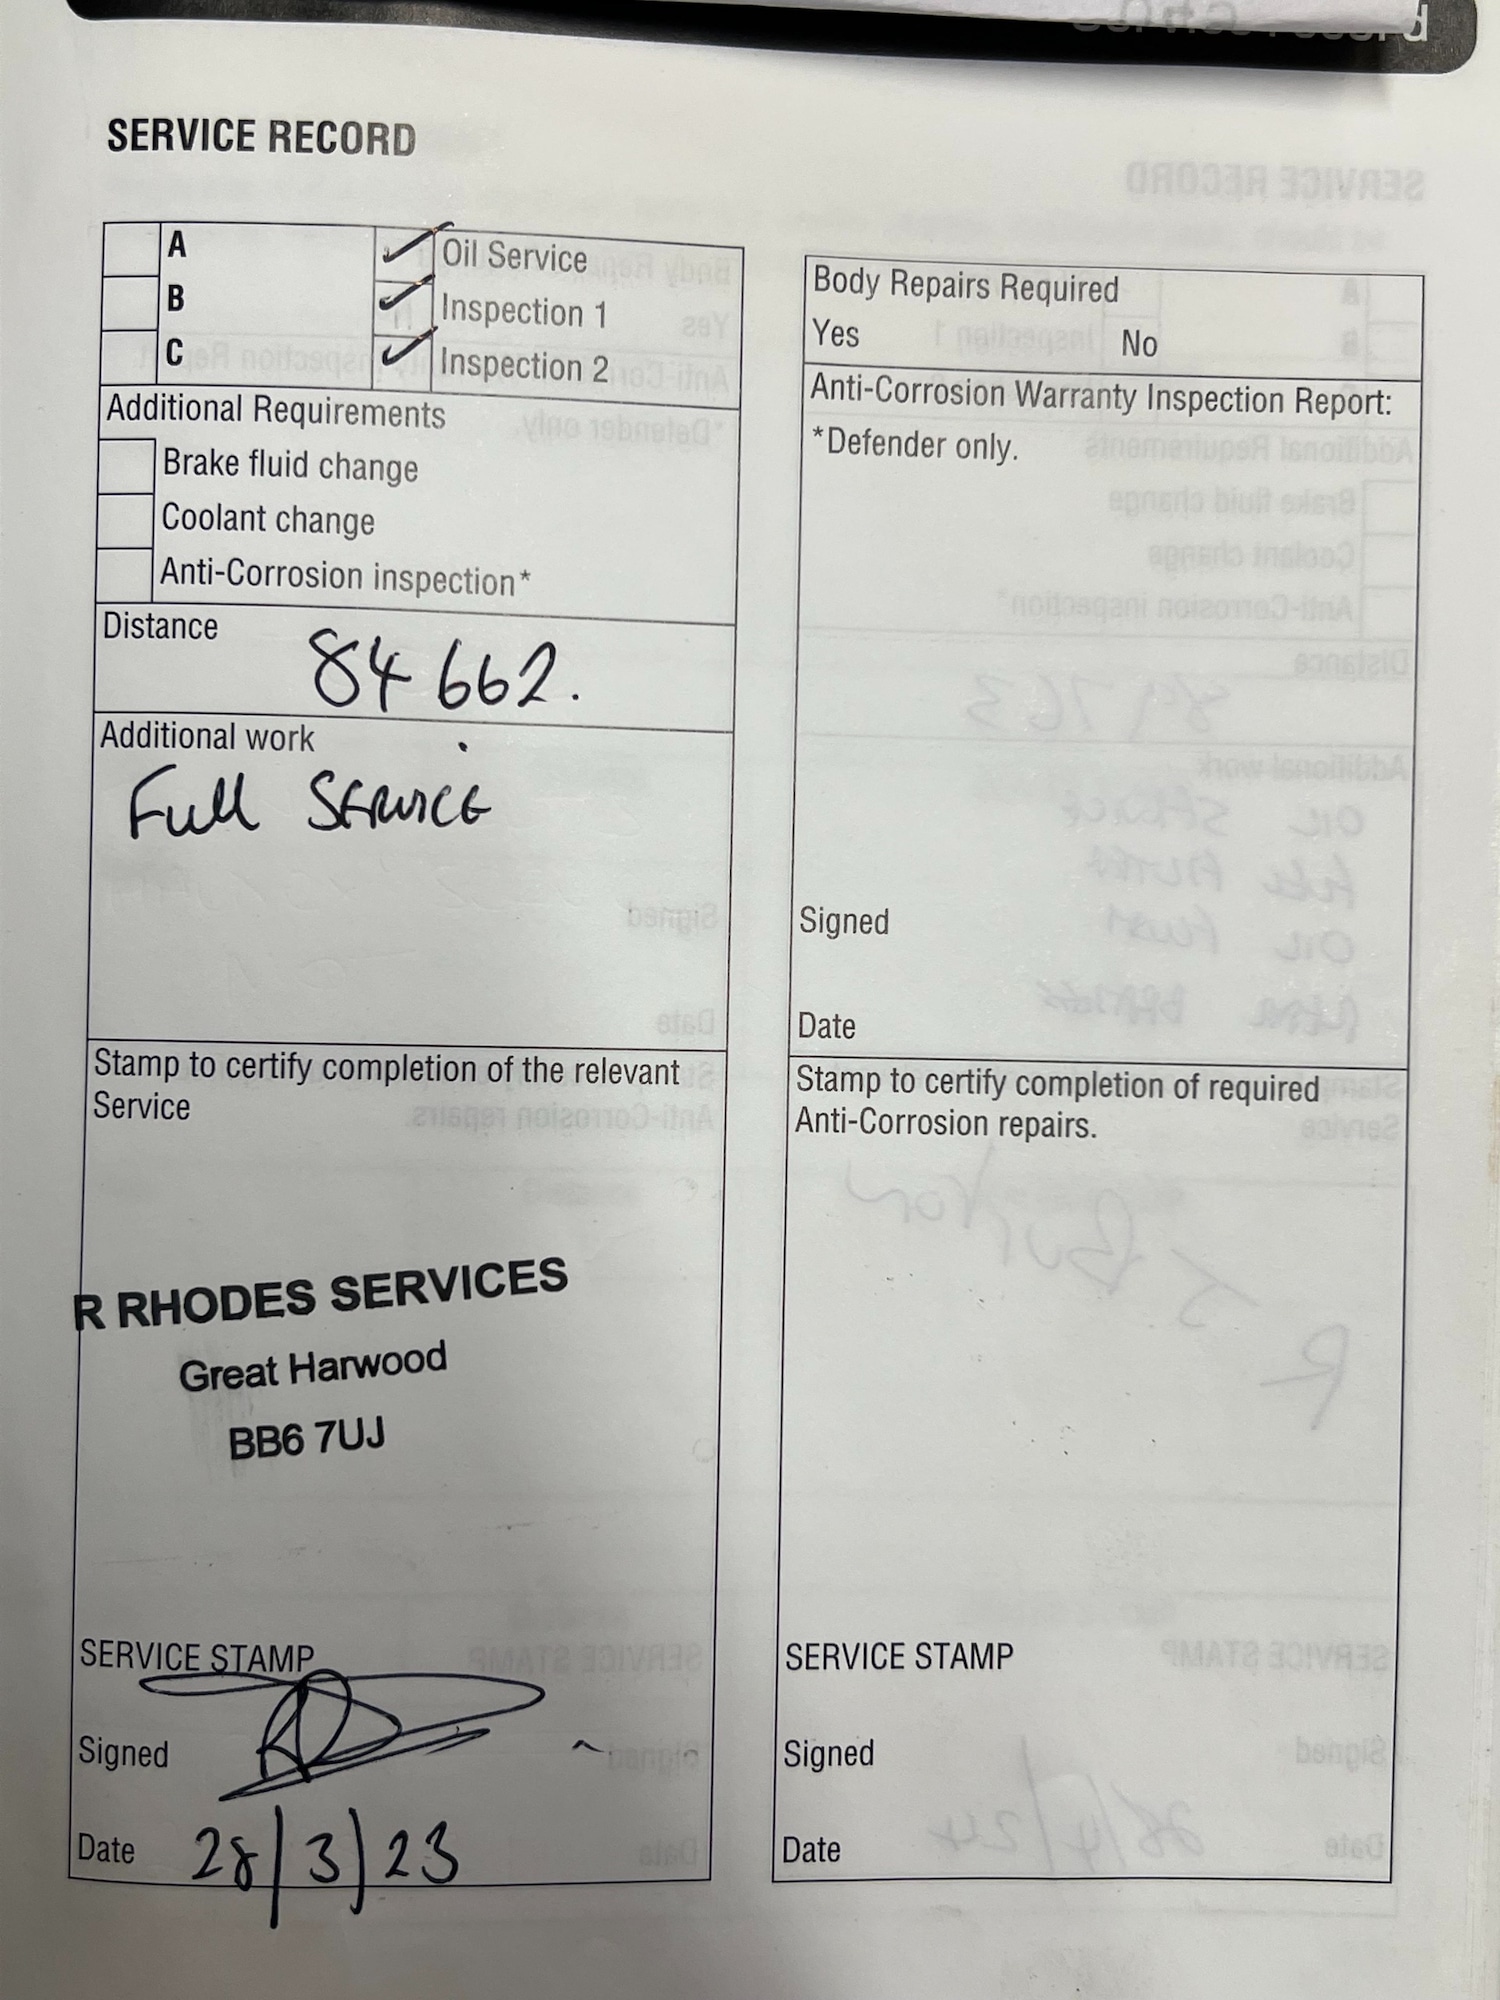 SERVICE RECORD
A
B
C
Oil Service
Inspection 1
Inspection 2
Additional Requirements
Brake fluid change
Coolant change
Anti-Corrosion inspection*
Distance
84 662.
Additional work
Full SERVICE
Stamp to certify completion of the relevant
Service
R RHODES SERVICES
Great Harwood
BB6 7UJ
SERVICE STAMP
Signed
Date 28/3/23
Body Repairs Required
Yes No
Anti-Corrosion Warranty Inspection Report:
*Defender only.
Signed
Date
Stamp to certify completion of required
Anti-Corrosion repairs.
SERVICE STAMP
Signed
Date